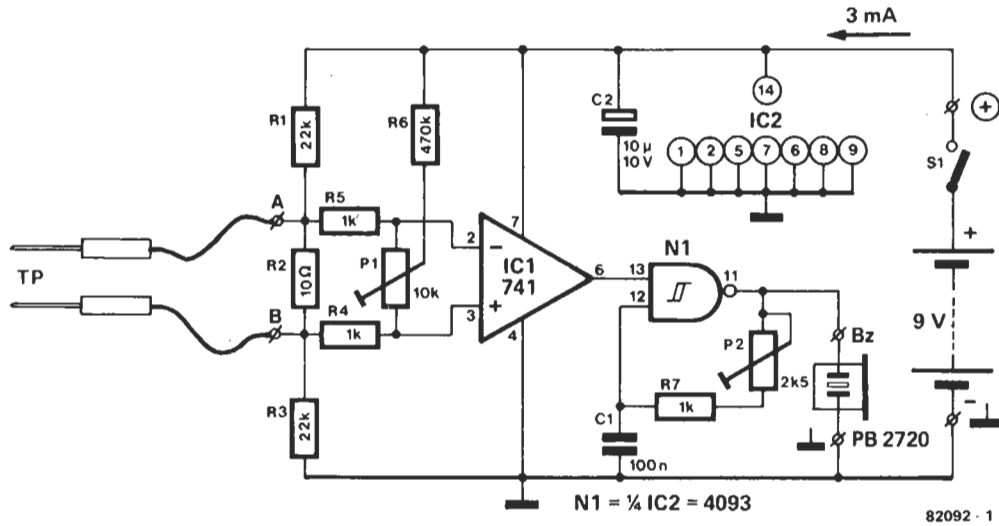 3 mA
R1
22k
R6
470k
C2
10 µ
10 V
14
IC2
1 2 5 7 6 8 9
+
S1
A
R5
1k
TP
R2
10Ω
P1
10k
2
−
7
IC1
741
6
3
+
4
B
R4
1k
N1
13
12
11
P2
2k5
R7
1k
C1
100n
Bz
PB 2720
+
9 V
−
R3
22k
N1 = ¼ IC2 = 4093
82092 - 1